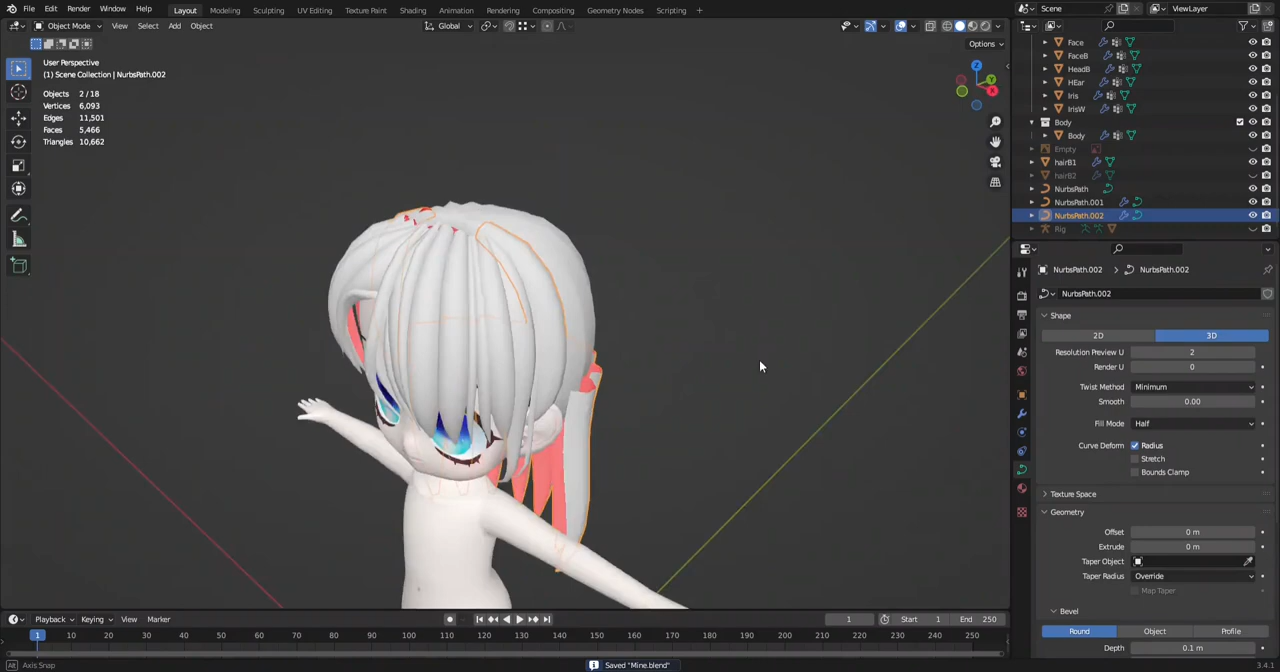 File Edit Render Window Help Layout Modeling Sculpting UV Editing Texture Paint Shading Animation Rendering Compositing Geometry Nodes Scripting + Scene ViewLayer
Object Mode View Select Add Object Global
Options
User Perspective
(1) Scene Collection | NurbsPath.002
Objects 2/18
Vertices 6,093
Edges 11,501
Faces 5,466
Triangles 10,662
Z
Y
X
Face
FaceB
HeadB
HEar
Iris
IrisW
Body
Body
Empty
hairB1
hairB2
NurbsPath
NurbsPath.001
NurbsPath.002
Rig
NurbsPath.002 > NurbsPath.002
NurbsPath.002
Shape
2D 3D
Resolution Preview U 2
Render U 0
Twist Method Minimum
Smooth 0.00
Fill Mode Half
Curve Deform Radius
Stretch
Bounds Clamp
Texture Space
Geometry
Offset 0 m
Extrude 0 m
Taper Object
Taper Radius Override
Map Taper
Bevel
Round Object Profile
Depth 0.1 m
Playback Keying View Marker 1 Start 1 End 250
1 10 20 30 40 50 60 70 80 90 100 110 120 130 140 150 160 170 180 190 200 210 220 230 240 250
Alt Axis Snap Saved "Mine.blend" 3.4.1